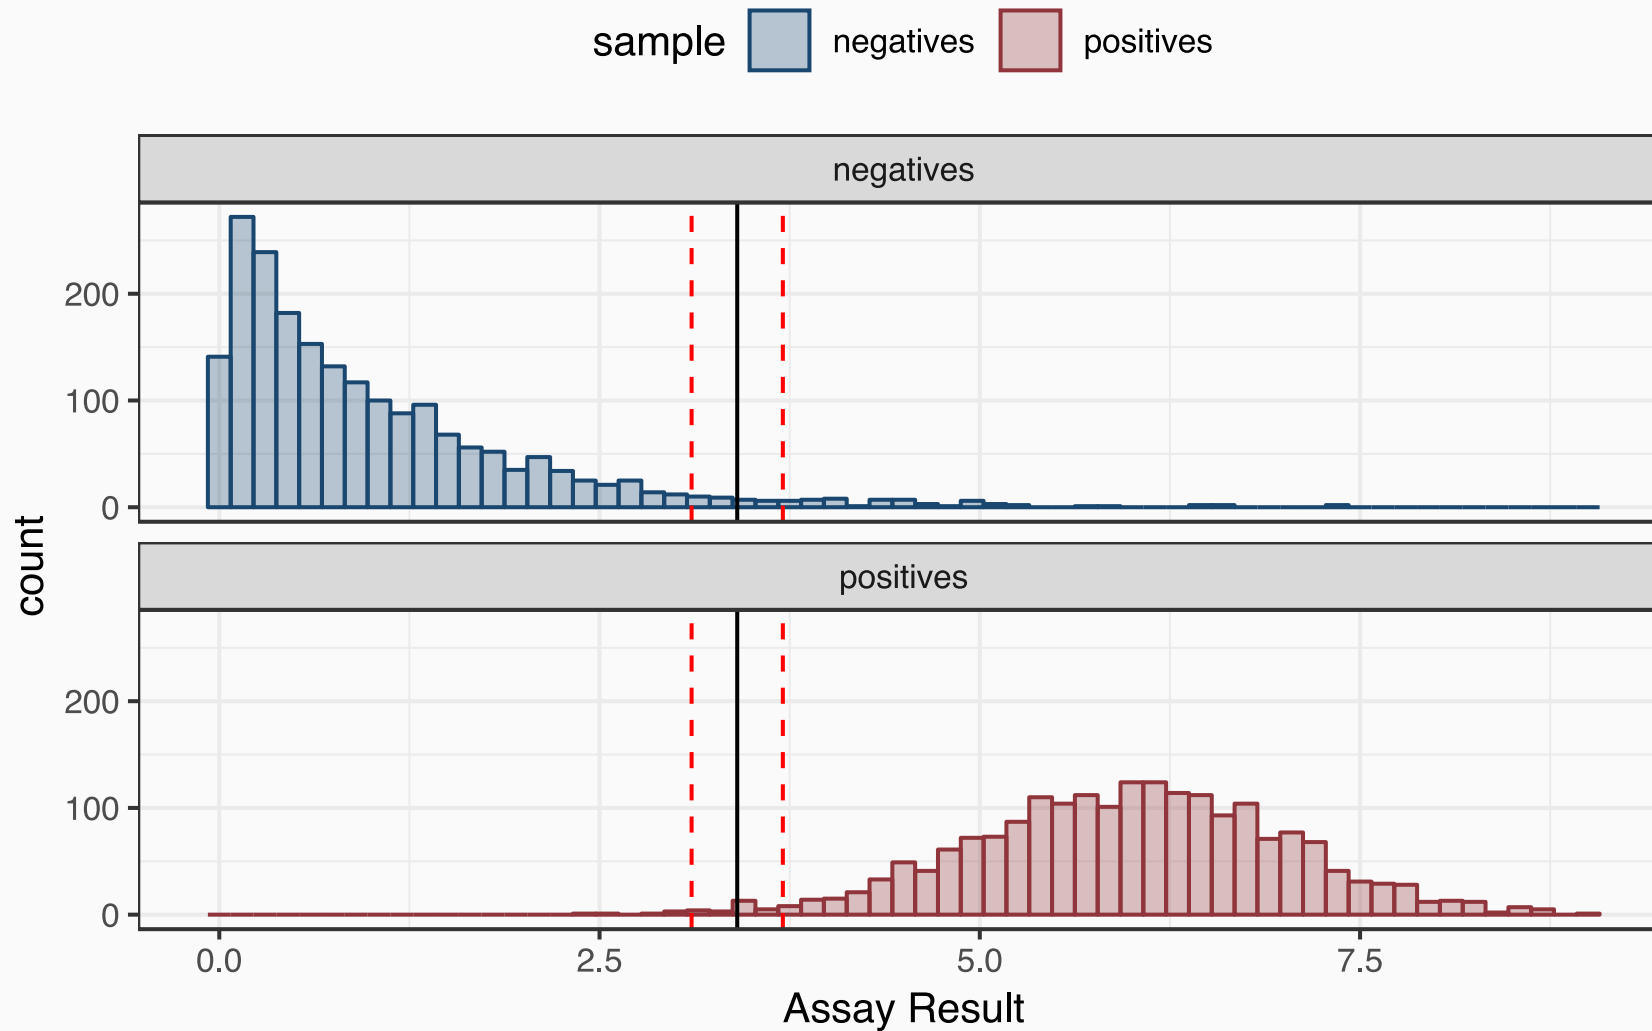 sample negatives positives
negatives
200
100
0
positives
200
100
0
count
0.0 2.5 5.0 7.5
Assay Result